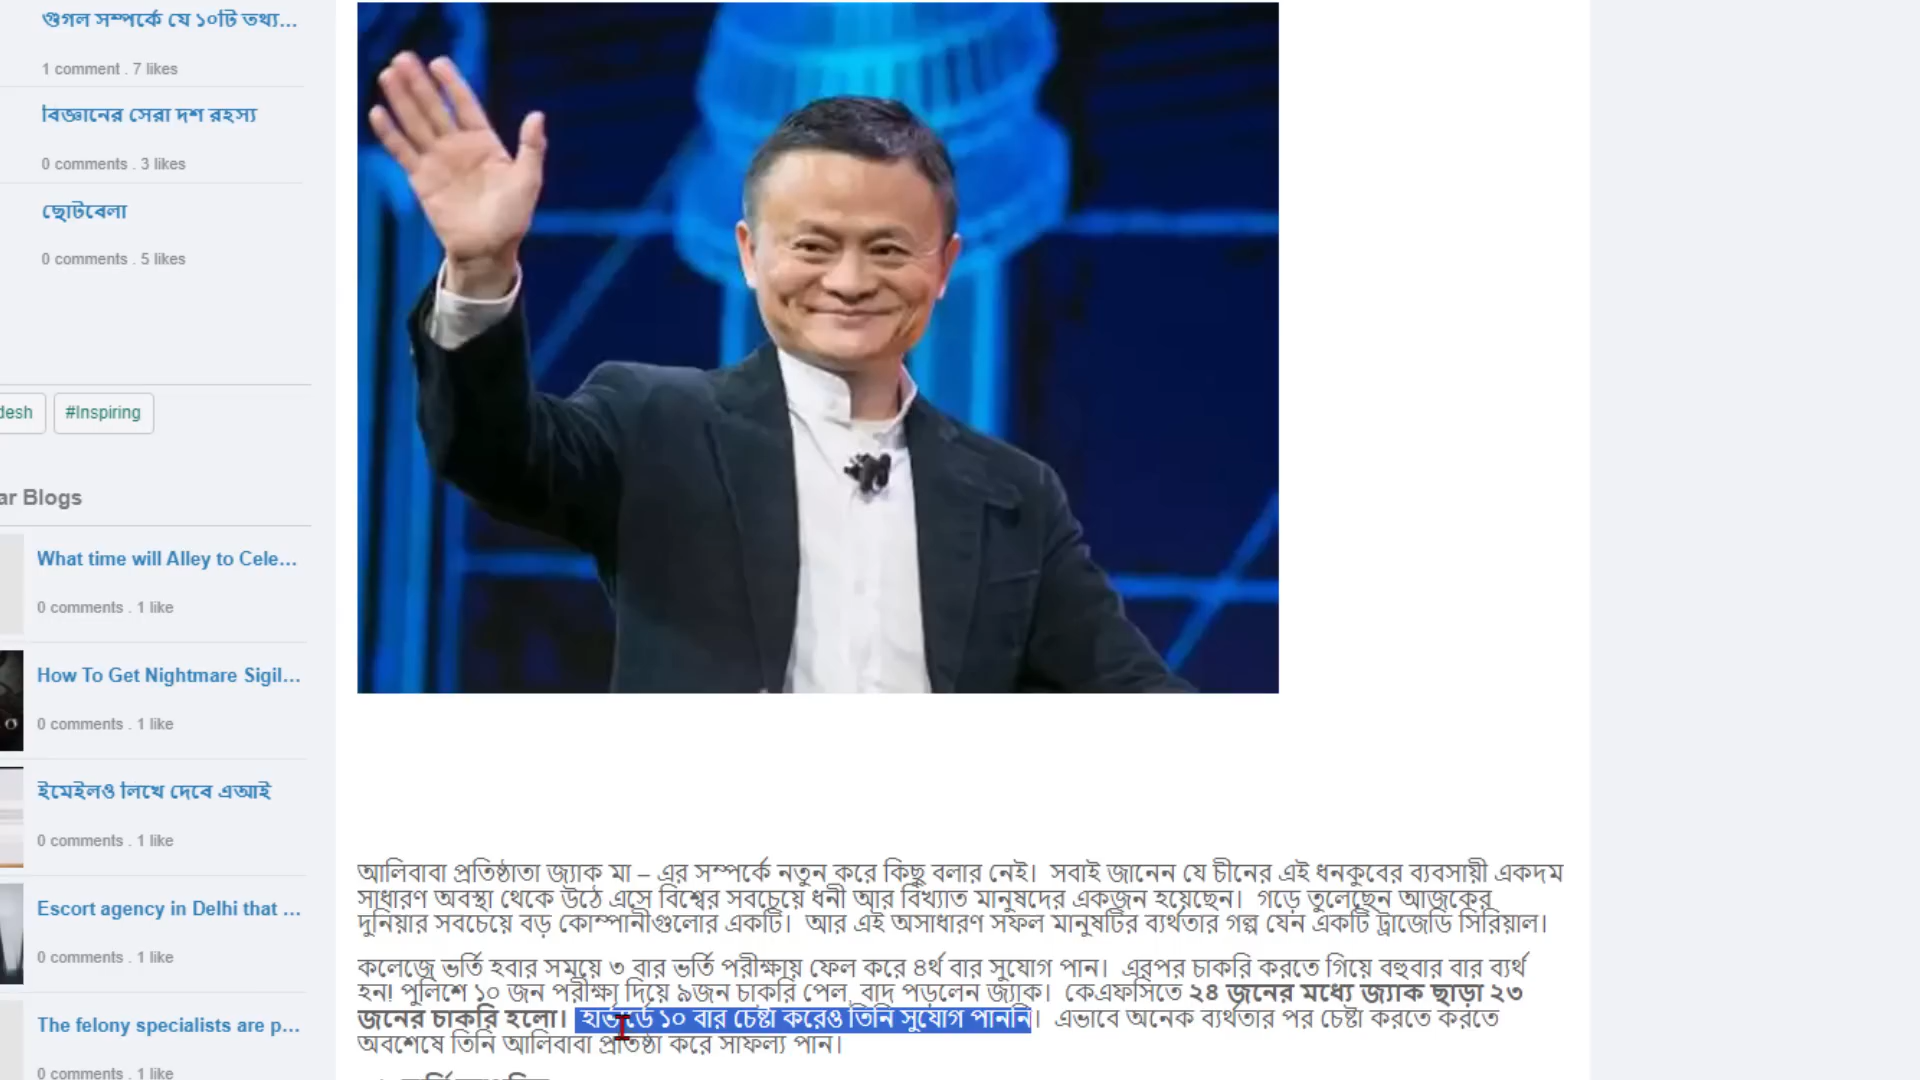 গুগল সম্পর্কে যে ১০টি তথ্য...
1 comment . 7 likes
বিজ্ঞানের সেরা দশ রহস্য
0 comments . 3 likes
ছোটবেলা
0 comments . 5 likes
desh
#Inspiring
ar Blogs
What time will Alley to Cele...
0 comments . 1 like
How To Get Nightmare Sigil...
0 comments . 1 like
ইমেইলও লিখে দেবে এআই
0 comments . 1 like
Escort agency in Delhi that ...
0 comments . 1 like
The felony specialists are p...
0 comments . 1 like
আলিবাবা প্রতিষ্ঠাতা জ্যাক মা – এর সম্পর্কে নতুন করে কিছু বলার নেই। সবাই জানেন যে চীনের এই ধনকুবের ব্যবসায়ী একদম
সাধারণ অবস্থা থেকে উঠে এসে বিশ্বের সবচেয়ে ধনী আর বিখ্যাত মানুষদের একজন হয়েছেন। গড়ে তুলেছেন আজকের
দুনিয়ার সবচেয়ে বড় কোম্পানীগুলোর একটি। আর এই অসাধারণ সফল মানুষটির ব্যর্থতার গল্প যেন একটি ট্রাজেডি সিরিয়াল।
কলেজে ভর্তি হবার সময়ে ৩ বার ভর্তি পরীক্ষায় ফেল করে ৪র্থ বার সুযোগ পান। এরপর চাকরি করতে গিয়ে বহুবার বার ব্যর্থ
হন! পুলিশে ১০ জন পরীক্ষা দিয়ে ৯জন চাকরি পেল, বাদ পড়লেন জ্যাক। কেএফসিতে ২৪ জনের মধ্যে জ্যাক ছাড়া ২৩
জনের চাকরি হলো। হার্ভার্ডে ১০ বার চেষ্টা করেও তিনি সুযোগ পাননি। এভাবে অনেক ব্যর্থতার পর চেষ্টা করতে করতে
অবশেষে তিনি আলিবাবা প্রতিষ্ঠা করে সাফল্য পান।